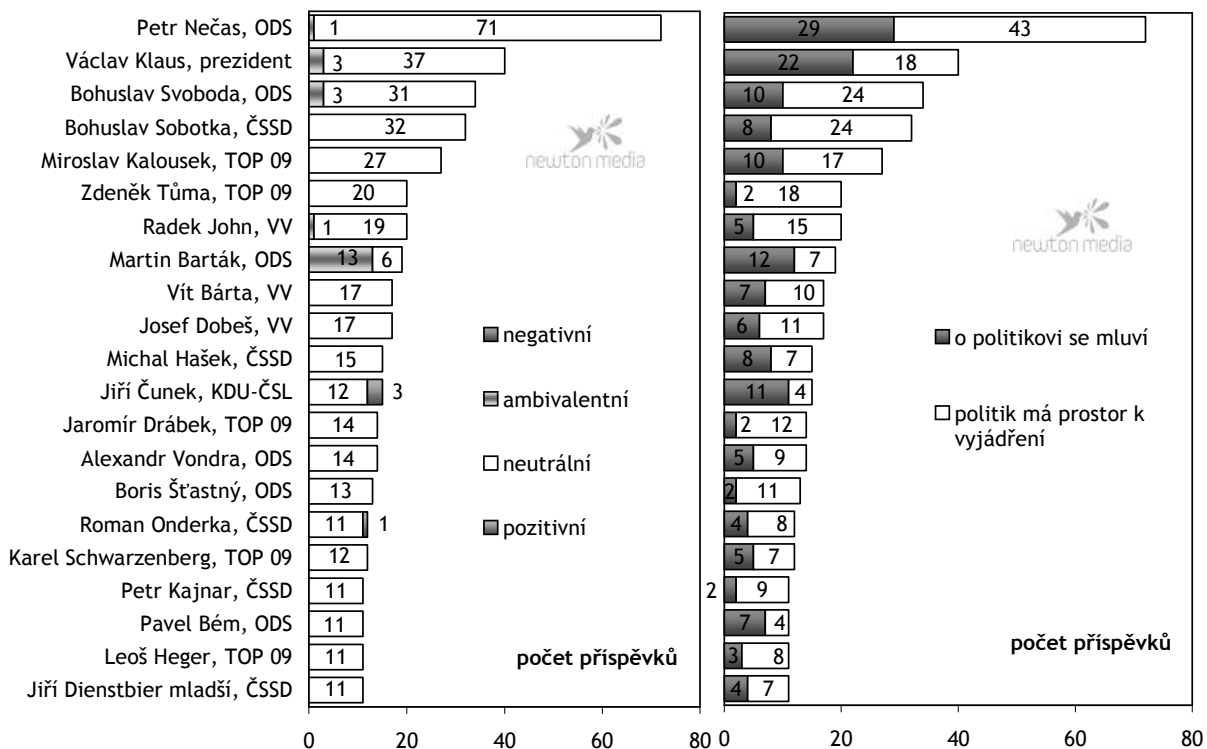 Petr Nečas, ODS 1 71 29 43
Václav Klaus, prezident 3 37 22 18
Bohuslav Svoboda, ODS 3 31 10 24
Bohuslav Sobotka, ČSSD 32 8 24
newton media
Miroslav Kalousek, TOP 09 27 10 17
Zdeněk Tůma, TOP 09 20 2 18
Radek John, VV 1 19 5 15
newton media
Martin Barták, ODS 13 6 12 7
Vít Bárta, VV 17 7 10
Josef Dobeš, VV 17 6 11
negativní
o politikovi se mluví
Michal Hašek, ČSSD 15 8 7
Jiří Čunek, KDU-ČSL 12 3 11 4
ambivalentní
politik má prostor k
vyjádření
Jaromír Drábek, TOP 09 14 2 12
Alexandr Vondra, ODS 14 5 9
neutrální
Boris Šťastný, ODS 13 2 11
Roman Onderka, ČSSD 11 1 4 8
pozitivní
Karel Schwarzenberg, TOP 09 12 5 7
Petr Kajnar, ČSSD 11 2 9
Pavel Bém, ODS 11 7 4
počet příspěvků
počet příspěvků
Leoš Heger, TOP 09 11 3 8
Jiří Dienstbier mladší, ČSSD 11 4 7
0 20 40 60 80
0 20 40 60 80